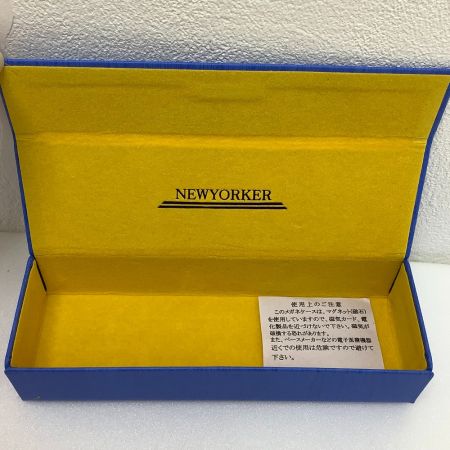 NEWYORKER
使用上のご注意
このメガネケースは、マグネット(磁石)
を使用していますので、磁気カード、電
化製品を近づけないで下さい。磁気が
破損する恐れがあります。
また、ペースメーカーなどの電子医療機器
近くでの使用は危険ですので避けて
下さい。